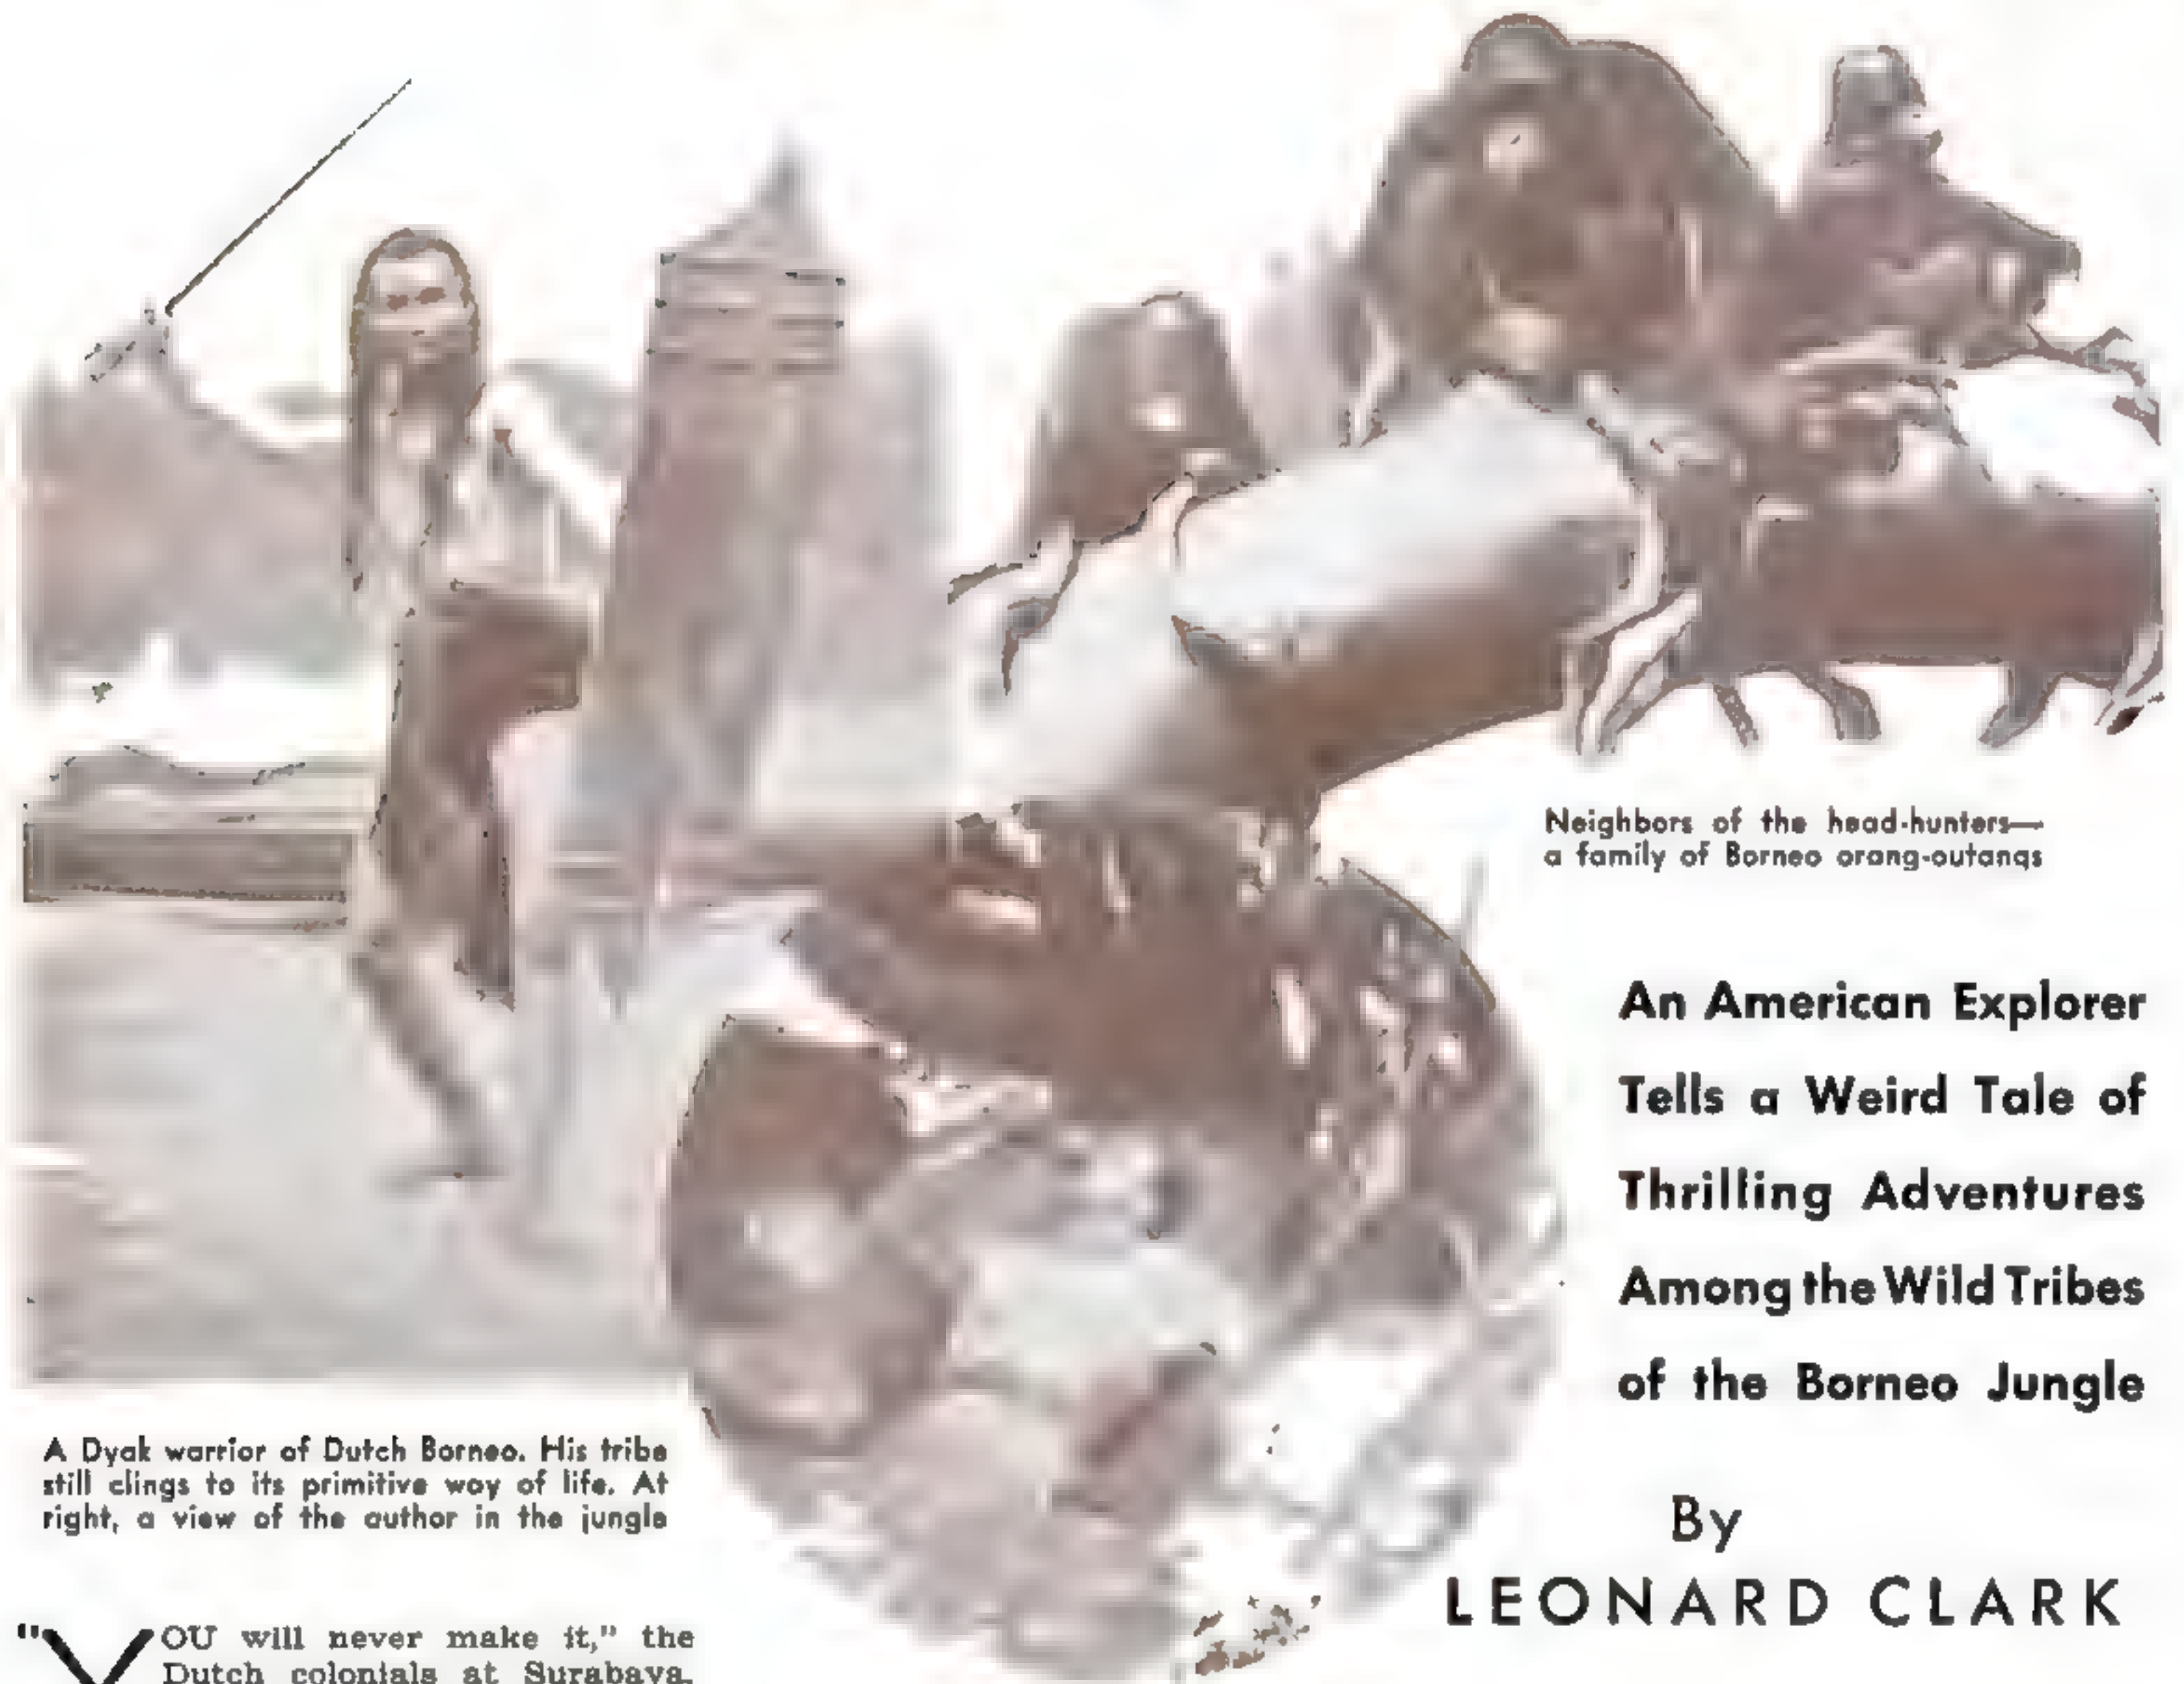 Neighbors of the head-hunters—
a family of Borneo orang-outangs
An American Explorer
Tells a Weird Tale of
Thrilling Adventures
Among the Wild Tribes
of the Borneo Jungle
By
LEONARD CLARK
A Dyak warrior of Dutch Borneo. His tribe
still clings to its primitive way of life. At
right, a view of the author in the jungle
"YOU will never make it," the
Dutch colonials at Surabaya,